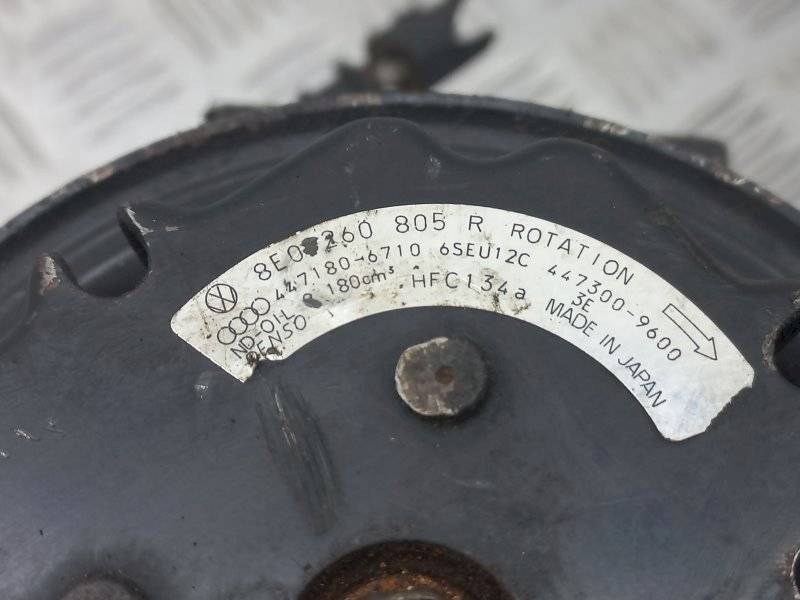 8E0 260 805 R ROTATION
447180-6710 6SEU12C 447300-9600
ND-OIL 8 180cm³ HFC134a 3E
DENSO MADE IN JAPAN